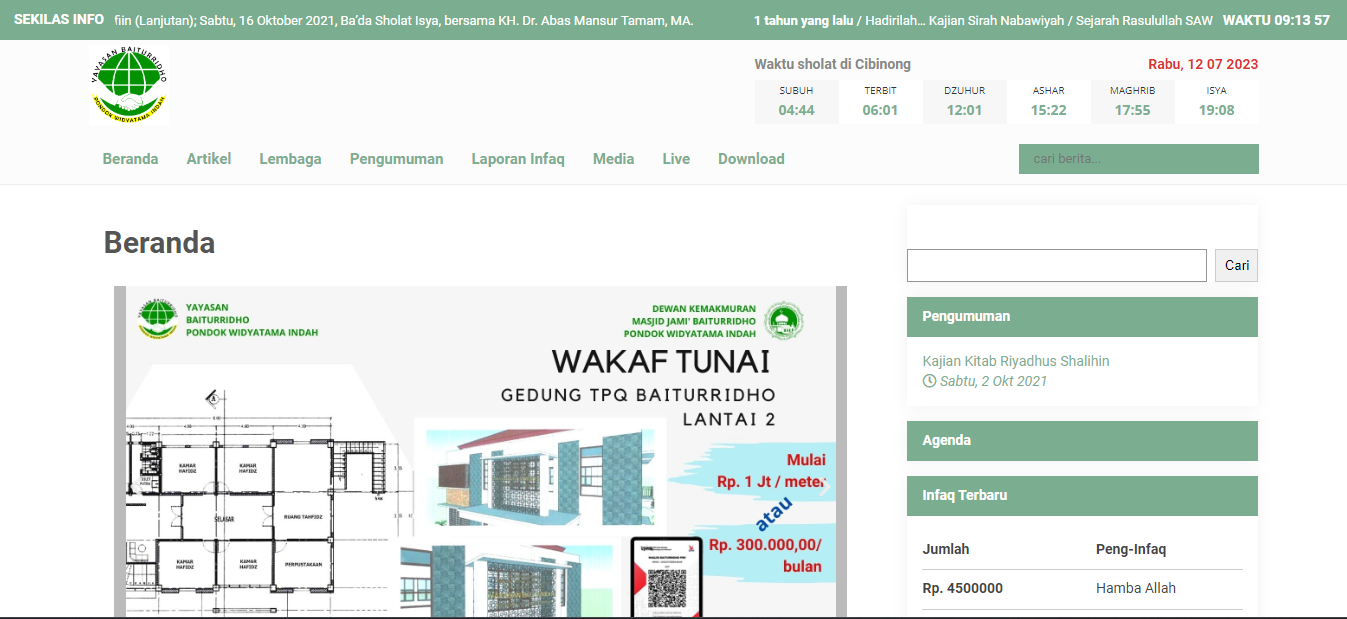 SEKILAS INFO fiin (Lanjutan); Sabtu, 16 Oktober 2021, Ba’da Sholat Isya, bersama KH. Dr. Abas Mansur Tamam, MA. 1 tahun yang lalu / Hadirilah... Kajian Sirah Nabawiyah / Sejarah Rasulullah SAW WAKTU 09:13 57
YAYASAN BAITURRIDHO
PONDOK WIDYATAMA INDAH
Waktu sholat di Cibinong Rabu, 12 07 2023
SUBUH TERBIT DZUHUR ASHAR MAGHRIB ISYA
04:44 06:01 12:01 15:22 17:55 19:08
Beranda Artikel Lembaga Pengumuman Laporan Infaq Media Live Download cari berita...
Beranda
YAYASAN
BAITURRIDHO
PONDOK WIDYATAMA INDAH
DEWAN KEMAKMURAN
MASJID JAMI' BAITURRIDHO
PONDOK WIDYATAMA INDAH
WAKAF TUNAI
GEDUNG TPQ BAITURRIDHO
LANTAI 2
A
KAMAR
HAFIDZ
KAMAR
HAFIDZ
SELASAR
RUANG TAHFIDZ
KAMAR
HAFIDZ
KAMAR
HAFIDZ
PERPUSTAKAAN
Mulai
Rp. 1 Jt / meter
atau
Rp. 300.000,00/
bulan
Cari
Pengumuman
Kajian Kitab Riyadhus Shalihin
Sabtu, 2 Okt 2021
Agenda
Infaq Terbaru
Jumlah Peng-Infaq
Rp. 4500000 Hamba Allah